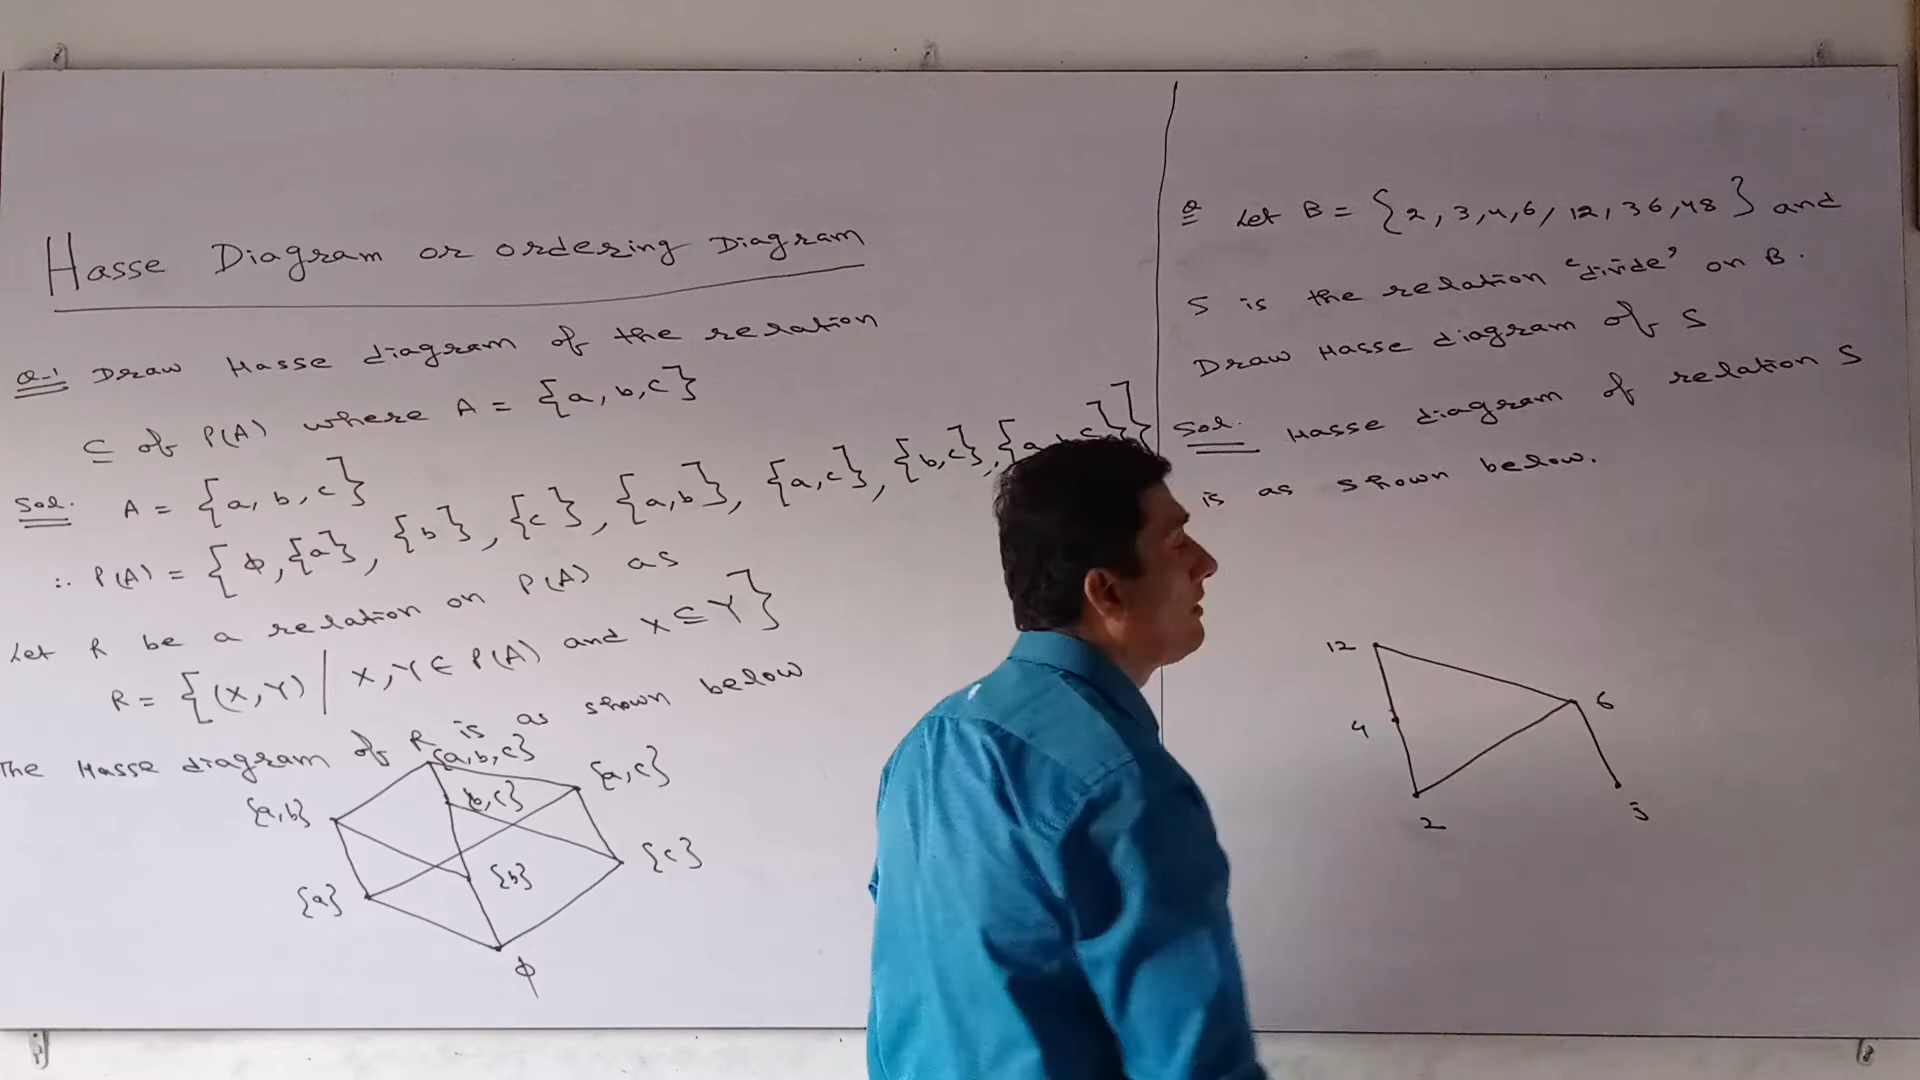 Hasse Diagram or ordering Diagram
Q-1 Draw Hasse diagram of the relation
⊆ of P(A) where A = {a, b, c}
Sol. A = {a, b, c}
∴ P(A) = {ϕ, {a}, {b}, {c}, {a,b}, {a,c}, {b,c}, {a, b, c}}
Let R be a relation on P(A) as
R = {(X, Y) | X, Y ∈ P(A) and X ⊆ Y}
The Hasse diagram of R is as shown below
{a,b,c}
{a,b}
{b,c}
{a,c}
{a}
{b}
{c}
ϕ
Q Let B = {2, 3, 4, 6, 12, 36, 48} and
S is the relation ‘divide’ on B.
Draw Hasse diagram of S
Sol. Hasse diagram of relation S
is as shown below.
12
6
4
2
3